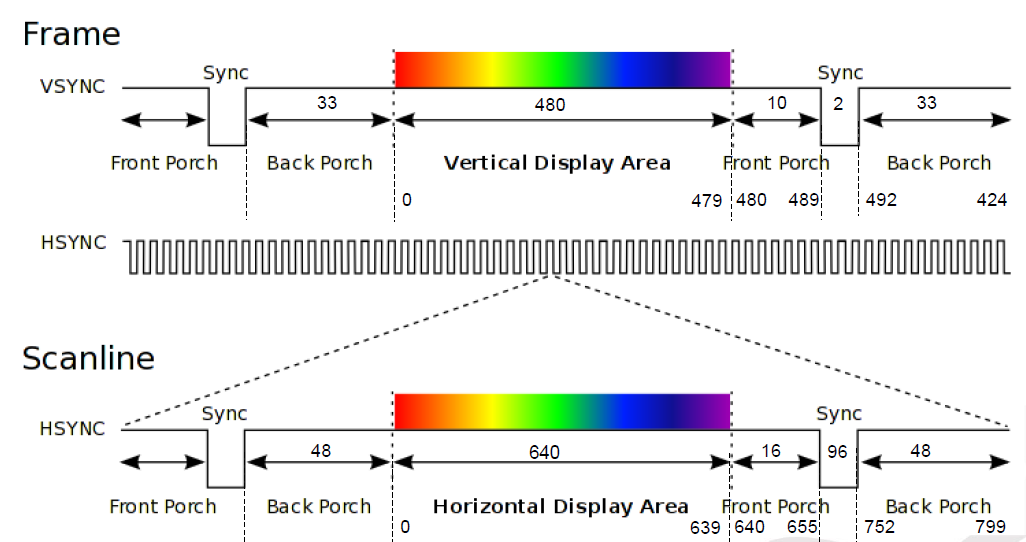 Frame
Sync Sync
VSYNC
33 480 10 2 33
Front Porch Back Porch Vertical Display Area Front Porch Back Porch
0 479 480 489 492 424
HSYNC
Scanline
Sync Sync
HSYNC
48 640 16 96 48
Front Porch Back Porch Horizontal Display Area Front Porch Back Porch
0 639 640 655 752 799